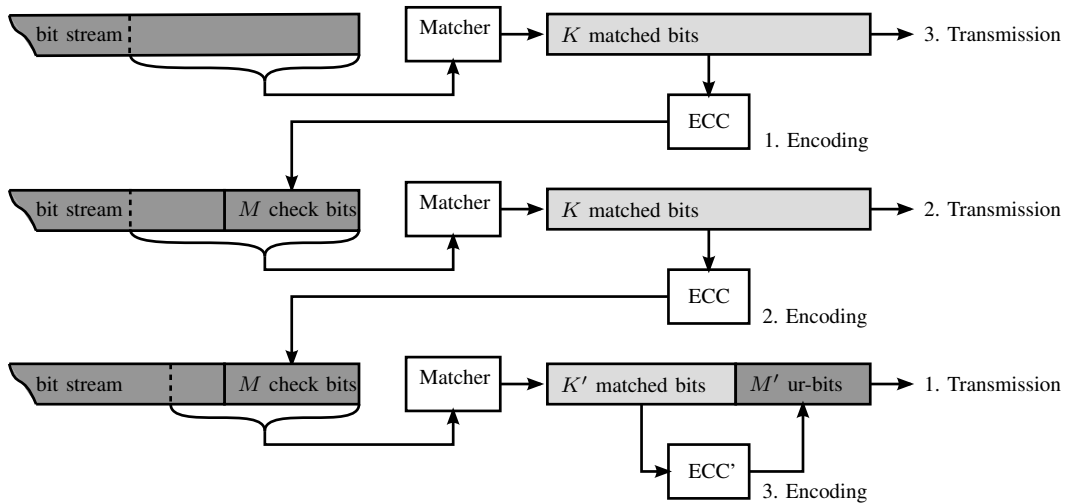 bit stream
Matcher
K matched bits
3. Transmission
ECC
1. Encoding
bit stream
M check bits
Matcher
K matched bits
2. Transmission
ECC
2. Encoding
bit stream
M check bits
Matcher
K′ matched bits
M′ ur-bits
1. Transmission
ECC'
3. Encoding